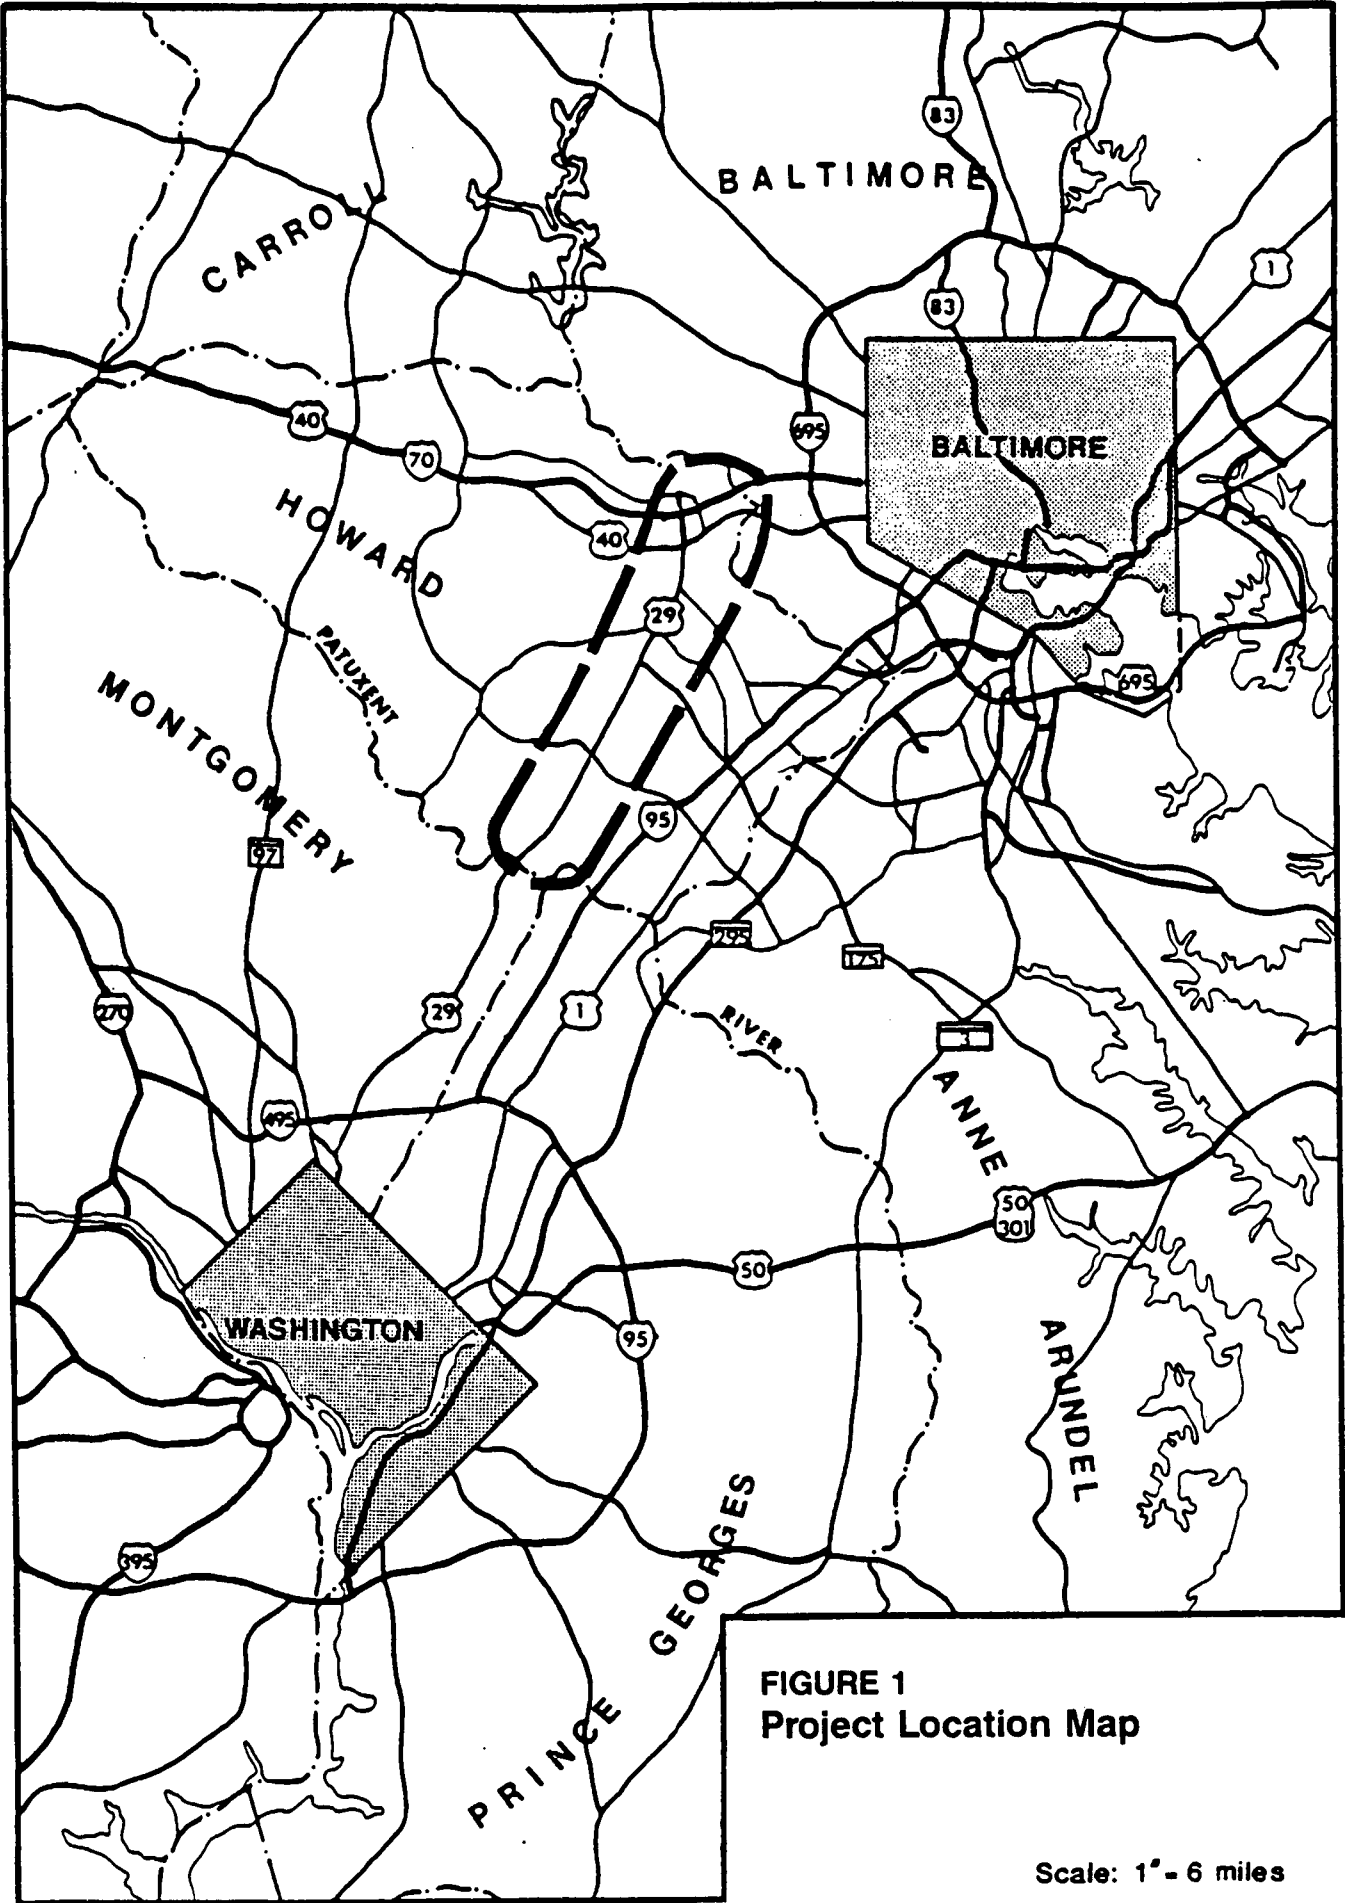 83
BALTIMORE
CARROLL
1
83
40
695
BALTIMORE
70
HOWARD
40
29
PATUXENT
695
MONTGOMERY
95
97
295
175
270
29
1
RIVER
3
ANNE
495
50
301
50
WASHINGTON
95
ARUNDEL
395
PRINCE GEORGES
FIGURE 1
Project Location Map
Scale: 1"= 6 miles